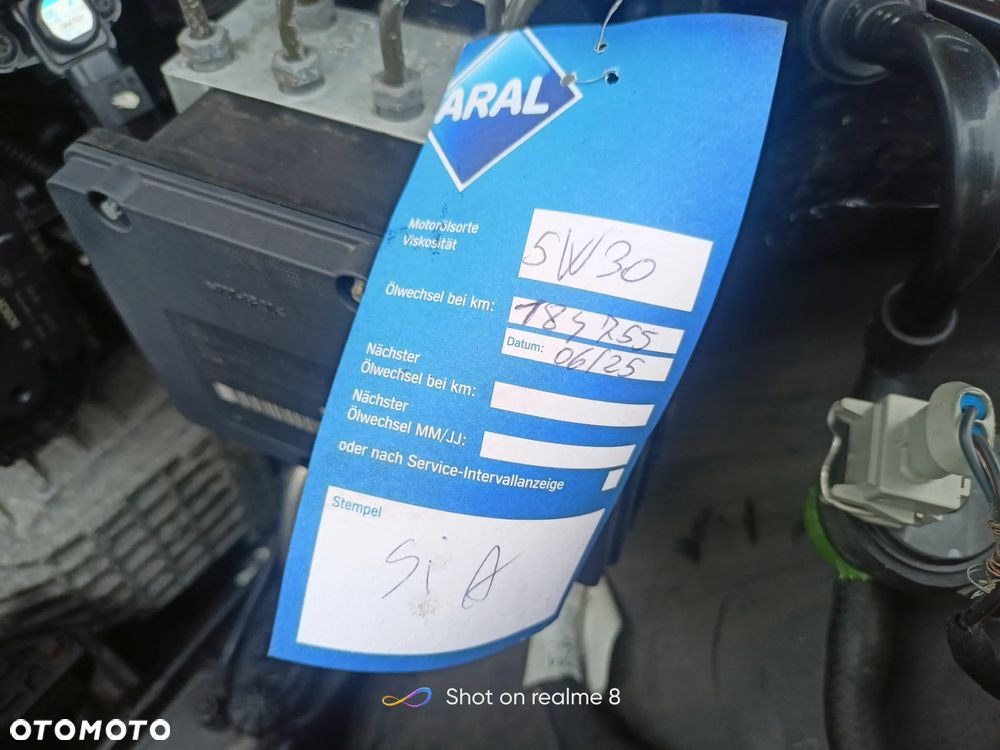 ARAL
Motorölsorte
Viskosität
5W30
Ölwechsel bei km:
184255
Datum: 06/25
Nächster
Ölwechsel bei km:
Nächster
Ölwechsel MM/JJ:
oder nach Service-Intervallanzeige
Stempel
Shot on realme 8
OTOMOTO